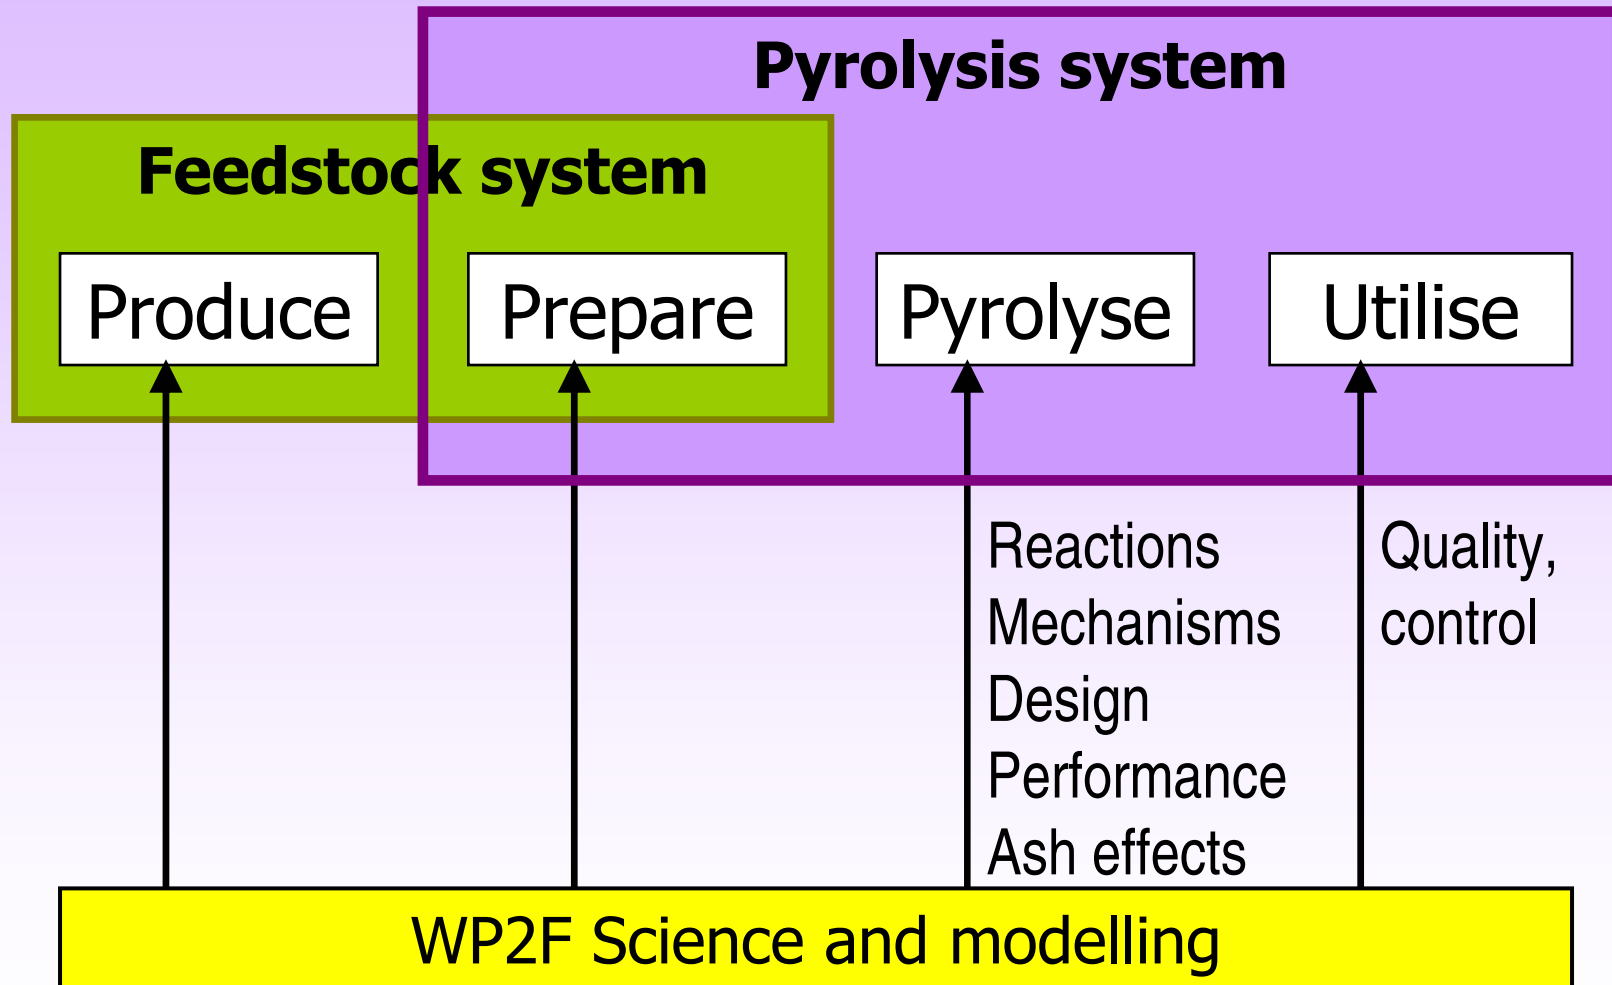 Pyrolysis system
Feedstock system
Produce
Prepare
Pyrolyse
Utilise
Reactions
Mechanisms
Design
Performance
Ash effects
Quality,
control
WP2F Science and modelling